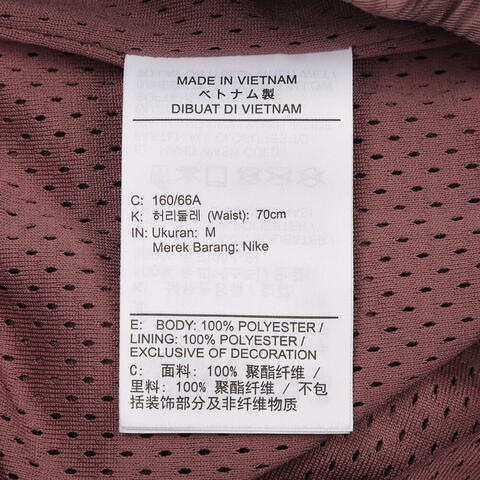 MADE IN VIETNAM
ベトナム製
DIBUAT DI VIETNAM
C: 160/66A
K: 허리둘레 (Waist): 70cm
IN: Ukuran: M
Merek Barang: Nike
E: BODY: 100% POLYESTER /
LINING: 100% POLYESTER /
EXCLUSIVE OF DECORATION
C: 面料: 100% 聚酯纤维 /
里料: 100% 聚酯纤维 / 不包
括装饰部分及非纤维物质